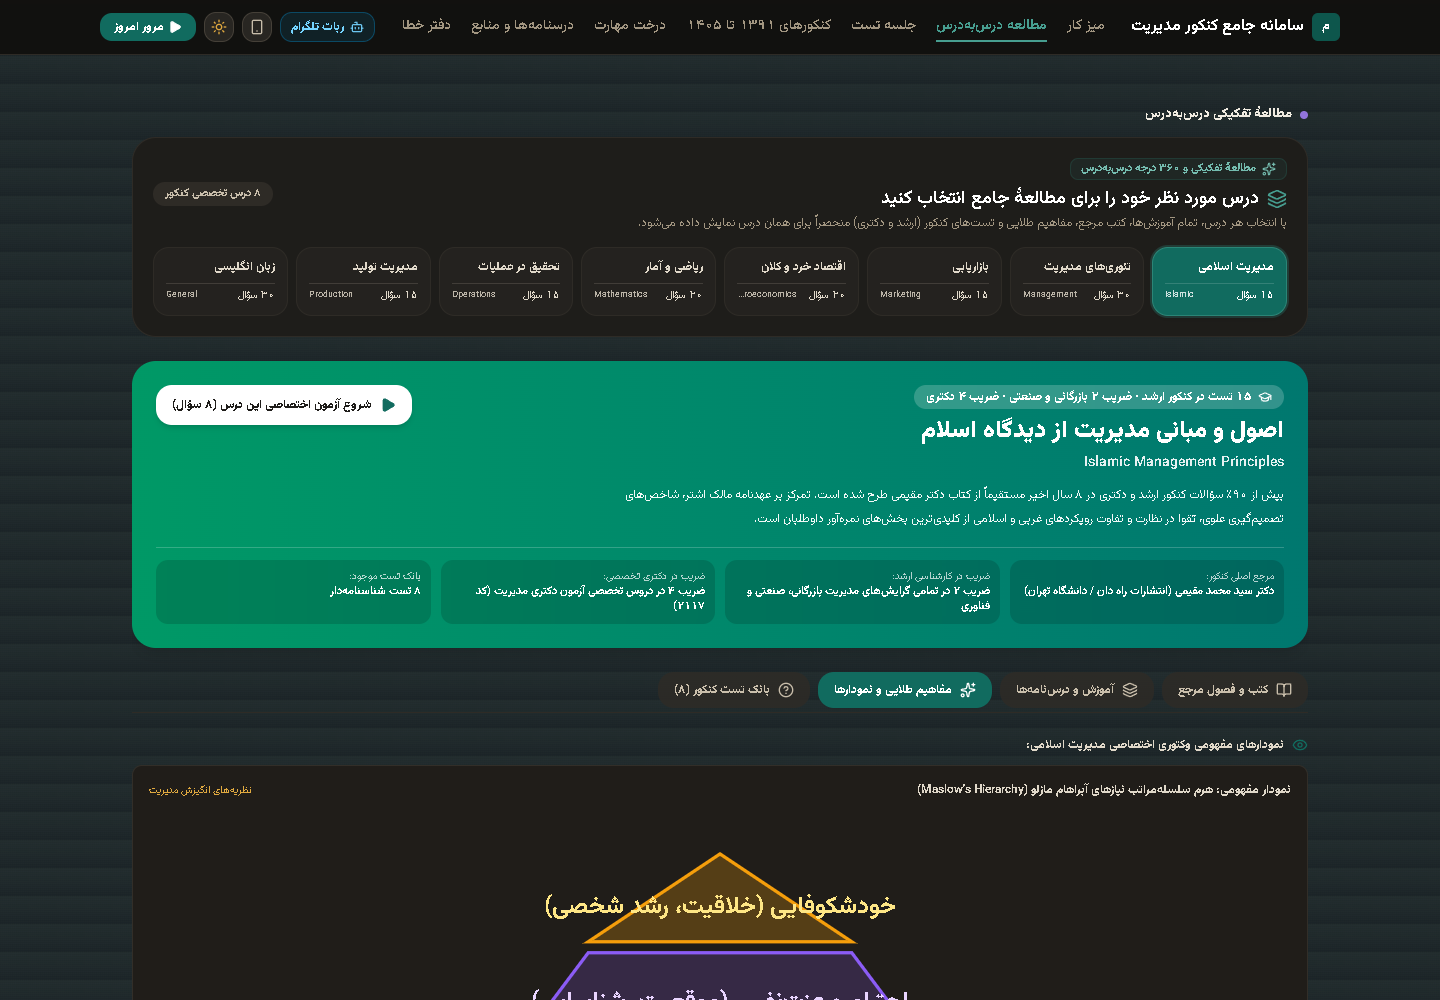 م
سامانه جامع کنکور مدیریت
میز کار
مطالعه درس‌به‌درس
جلسه تست
کنکورهای ۱۳۹۱ تا ۱۴۰۵
درخت مهارت
درسنامه‌ها و منابع
دفتر خطا
ربات تلگرام
مرور امروز
مطالعهٔ تفکیکی درس‌به‌درس
مطالعهٔ تفکیکی و ۳۶۰ درجه درس‌به‌درس
درس مورد نظر خود را برای مطالعهٔ جامع انتخاب کنید
۸ درس تخصصی کنکور
با انتخاب هر درس، تمام آموزش‌ها، کتب مرجع، مفاهیم طلایی و تست‌های کنکور (ارشد و دکتری) منحصراً برای همان درس نمایش داده می‌شود.
مدیریت اسلامی
۱۵ سؤال Islamic
تئوری‌های مدیریت
۳۰ سؤال Management
بازاریابی
۱۵ سؤال Marketing
اقتصاد خرد و کلان
۲۰ سؤال ...roeconomics
ریاضی و آمار
۲۰ سؤال Mathematics
تحقیق در عملیات
۱۵ سؤال Operations
مدیریت تولید
۱۵ سؤال Production
زبان انگلیسی
۳۰ سؤال General
۱۵ تست در کنکور ارشد · ضریب ۲ بازرگانی و صنعتی · ضریب ۴ دکتری
شروع آزمون اختصاصی این درس (۸ سؤال)
اصول و مبانی مدیریت از دیدگاه اسلام
Islamic Management Principles
بیش از ۹۰٪ سؤالات کنکور ارشد و دکتری در ۸ سال اخیر مستقیماً از کتاب دکتر مقیمی طرح شده است. تمرکز بر عهدنامه مالک اشتر، شاخص‌های
تصمیم‌گیری علوی، تقوا در نظارت و تفاوت رویکردهای غربی و اسلامی از کلیدی‌ترین بخش‌های نمره‌آور داوطلبان است.
مرجع اصلی کنکور:
دکتر سید محمد مقیمی (انتشارات راه دان / دانشگاه تهران)
ضریب در کارشناسی ارشد:
ضریب ۲ در تمامی گرایش‌های مدیریت بازرگانی، صنعتی و
فناوری
ضریب در دکتری تخصصی:
ضریب ۴ در دروس تخصصی آزمون دکتری مدیریت (کد
۲۱۱۷)
بانک تست موجود:
۸ تست شناسنامه‌دار
کتب و فصول مرجع
آموزش و درس‌نامه‌ها
مفاهیم طلایی و نمودارها
بانک تست کنکور (۸)
نمودارهای مفهومی وکتوری اختصاصی مدیریت اسلامی:
نمودار مفهومی: هرم سلسله‌مراتب نیازهای آبراهام مازلو (Maslow's Hierarchy)
نظریه‌های انگیزش مدیریت
خودشکوفایی (خلاقیت، رشد شخصی)